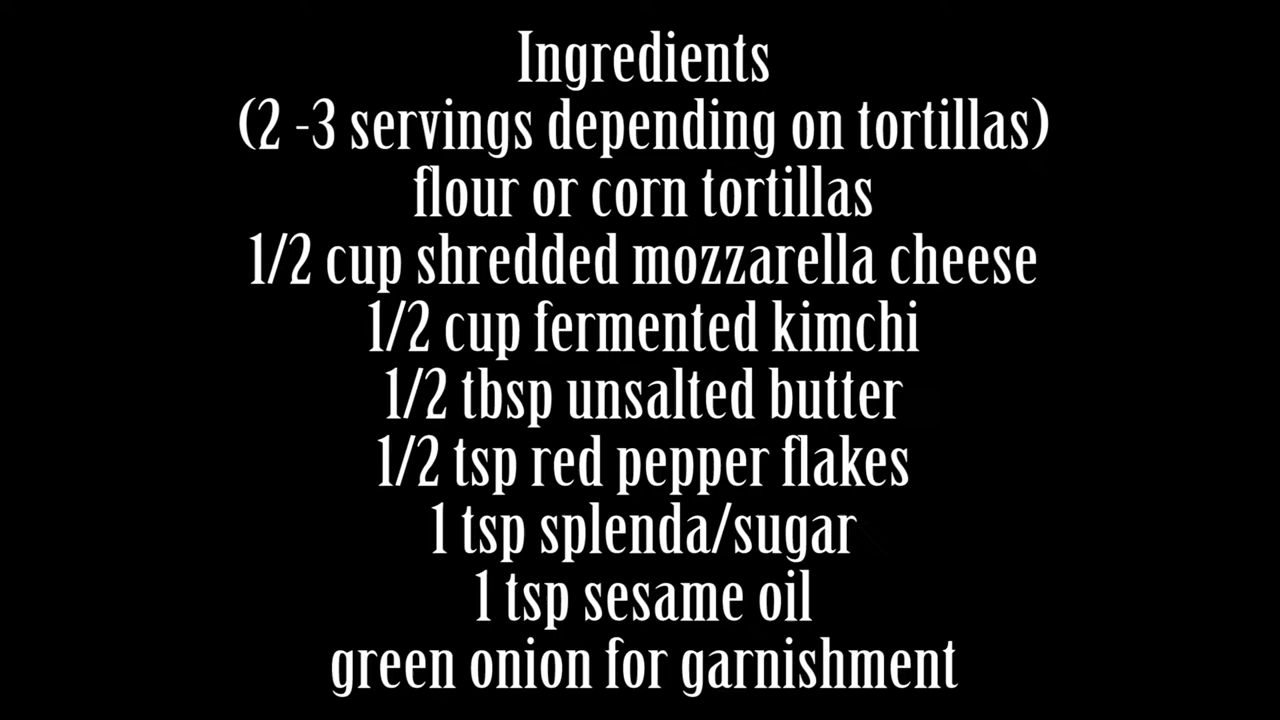 Ingredients
(2 -3 servings depending on tortillas)
flour or corn tortillas
1/2 cup shredded mozzarella cheese
1/2 cup fermented kimchi
1/2 tbsp unsalted butter
1/2 tsp red pepper flakes
1 tsp splenda/sugar
1 tsp sesame oil
green onion for garnishment